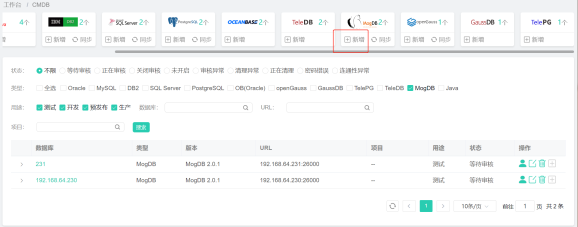 工作台 / CMDB
4个 IBM DB2 2个 SQL Server 2个 PostgreSQL 2个 OCEANBASE 2个 TeleDB 2个 MogDB 2个 openGauss 1个 GaussDB 1个 TelePG 1个
新增 同步 新增 同步 新增 同步 新增 同步 新增 同步 新增 同步 新增 同步 新增 同步 新增 同步
状态: 不限 等待审核 正在审核 关闭审核 未开启 审核异常 清理异常 正在清理 密码错误 连通性异常
类型: 全选 Oracle MySQL DB2 SQL Server PostgreSQL OB(Oracle) openGauss GaussDB TelePG TeleDB MogDB Java
用途: 测试 开发 预发布 生产 数据库: URL:
项目: 搜索
数据库 类型 版本 URL 项目 用途 状态 操作
231 MogDB MogDB 2.0.1 192.168.64.231:26000 – 测试 等待审核
192.168.64.230 MogDB MogDB 2.0.1 192.168.64.230:26000 – 测试 等待审核
1 10条/页 前往 1 页 共 2 条